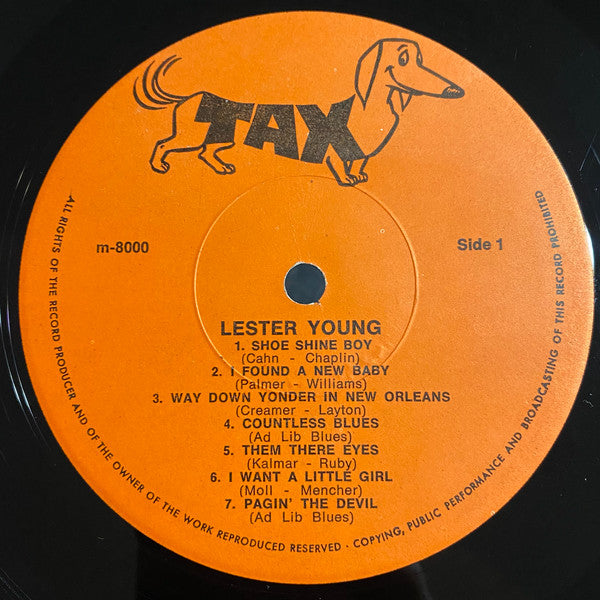 TAX
m-8000
Side 1
LESTER YOUNG
1. SHOE SHINE BOY
(Cahn - Chaplin)
2. I FOUND A NEW BABY
(Palmer - Williams)
3. WAY DOWN YONDER IN NEW ORLEANS
(Creamer - Layton)
4. COUNTLESS BLUES
(Ad Lib Blues)
5. THEM THERE EYES
(Kalmar - Ruby)
6. I WANT A LITTLE GIRL
(Moll - Mencher)
7. PAGIN' THE DEVIL
(Ad Lib Blues)
ALL RIGHTS OF THE RECORD PRODUCER AND OF THE OWNER OF THE WORK REPRODUCED RESERVED · COPYING, PUBLIC PERFORMANCE AND BROADCASTING OF THIS RECORD PROHIBITED